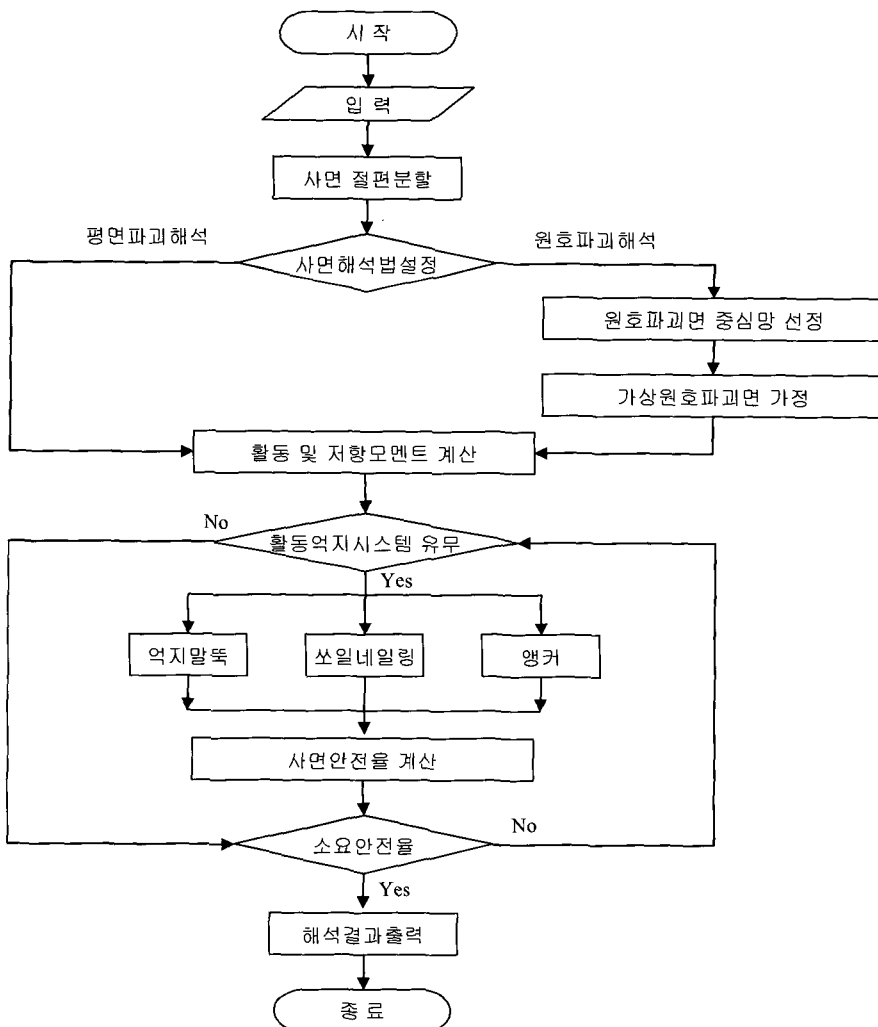 시 작
입 력
사면 절편분할
평면파괴해석
원호파괴해석
사면해석법설정
원호파괴면 중심망 선정
가상원호파괴면 가정
활동 및 저항모멘트 계산
No
활동억지시스템 유무
Yes
억지말뚝
쏘일네일링
앵커
사면안전율 계산
소요안전율
No
Yes
해석결과출력
종 료